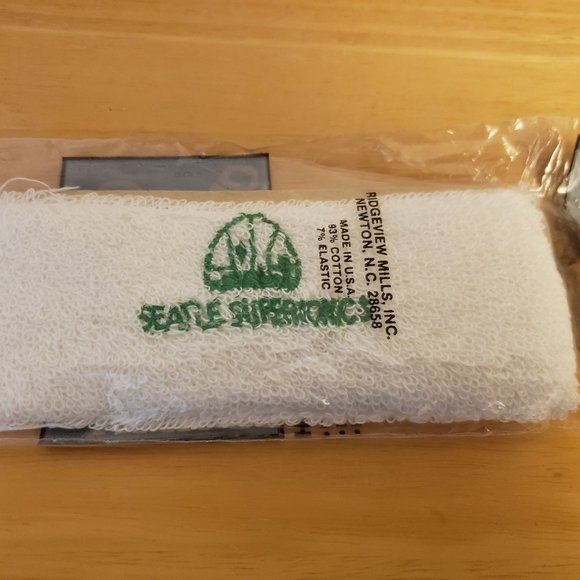 SEATTLE SUPERSONICS
RIDGEVIEW MILLS, INC.
NEWTON, N.C. 28658
MADE IN U.S.A.
93% COTTON
7% ELASTIC